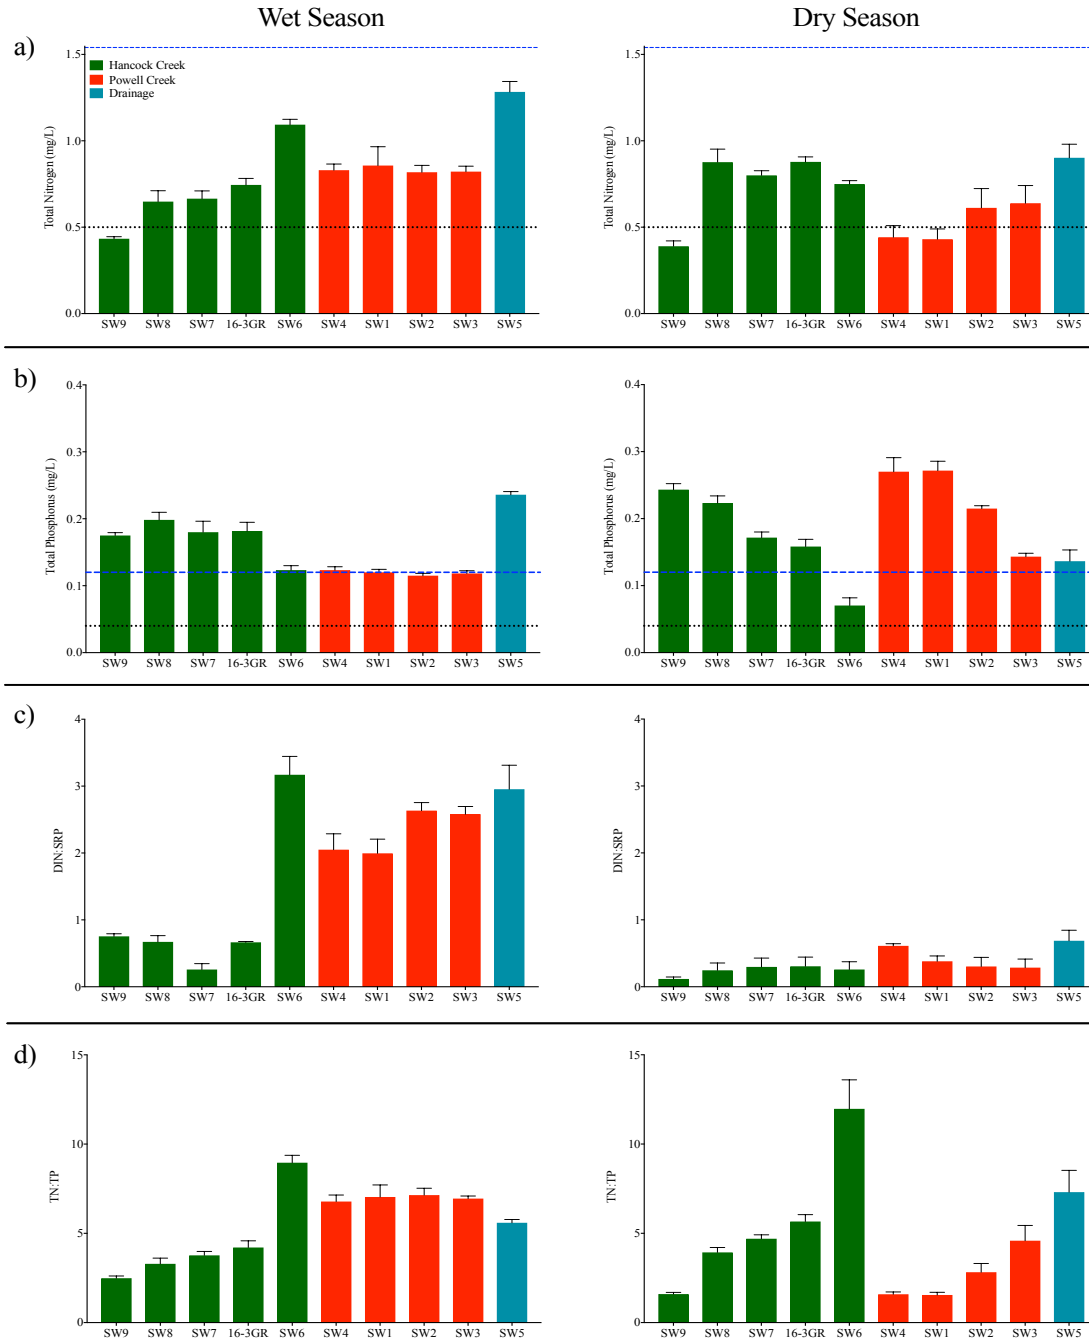 Wet Season
Dry Season
a)
Total Nitrogen (mg/L)
1.5
1.0
0.5
0.0
Hancock Creek
Powell Creek
Drainage
SW9 SW8 SW7 16-3GR SW6 SW4 SW1 SW2 SW3 SW5
Total Nitrogen (mg/L)
1.5
1.0
0.5
0.0
SW9 SW8 SW7 16-3GR SW6 SW4 SW1 SW2 SW3 SW5
b)
Total Phosphorus (mg/L)
0.4
0.3
0.2
0.1
0.0
SW9 SW8 SW7 16-3GR SW6 SW4 SW1 SW2 SW3 SW5
Total Phosphorus (mg/L)
0.4
0.3
0.2
0.1
0.0
SW9 SW8 SW7 16-3GR SW6 SW4 SW1 SW2 SW3 SW5
c)
DIN:SRP
4
3
2
1
0
SW9 SW8 SW7 16-3GR SW6 SW4 SW1 SW2 SW3 SW5
DIN:SRP
4
3
2
1
0
SW9 SW8 SW7 16-3GR SW6 SW4 SW1 SW2 SW3 SW5
d)
TN:TP
15
10
5
0
SW9 SW8 SW7 16-3GR SW6 SW4 SW1 SW2 SW3 SW5
TN:TP
15
10
5
0
SW9 SW8 SW7 16-3GR SW6 SW4 SW1 SW2 SW3 SW5